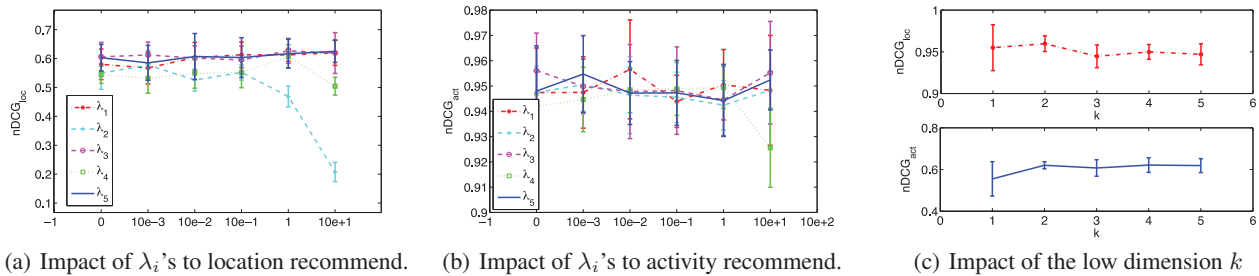 0.7
0.6
0.5
0.4
0.3
0.2
0.1
nDCG_loc
λ_1
λ_2
λ_3
λ_4
λ_5
−1 0 10e−3 10e−2 10e−1 1 10e+1
(a) Impact of λ_i's to location recommend.
0.98
0.97
0.96
0.95
0.94
0.93
0.92
0.91
0.9
nDCG_act
λ_1
λ_2
λ_3
λ_4
λ_5
−1 0 10e−3 10e−2 10e−1 1 10e+1 10e+2
(b) Impact of λ_i's to activity recommend.
1
0.95
0.9
nDCG_loc
0 1 2 3 4 5 6
k
0.8
0.6
0.4
nDCG_act
0 1 2 3 4 5 6
k
(c) Impact of the low dimension k